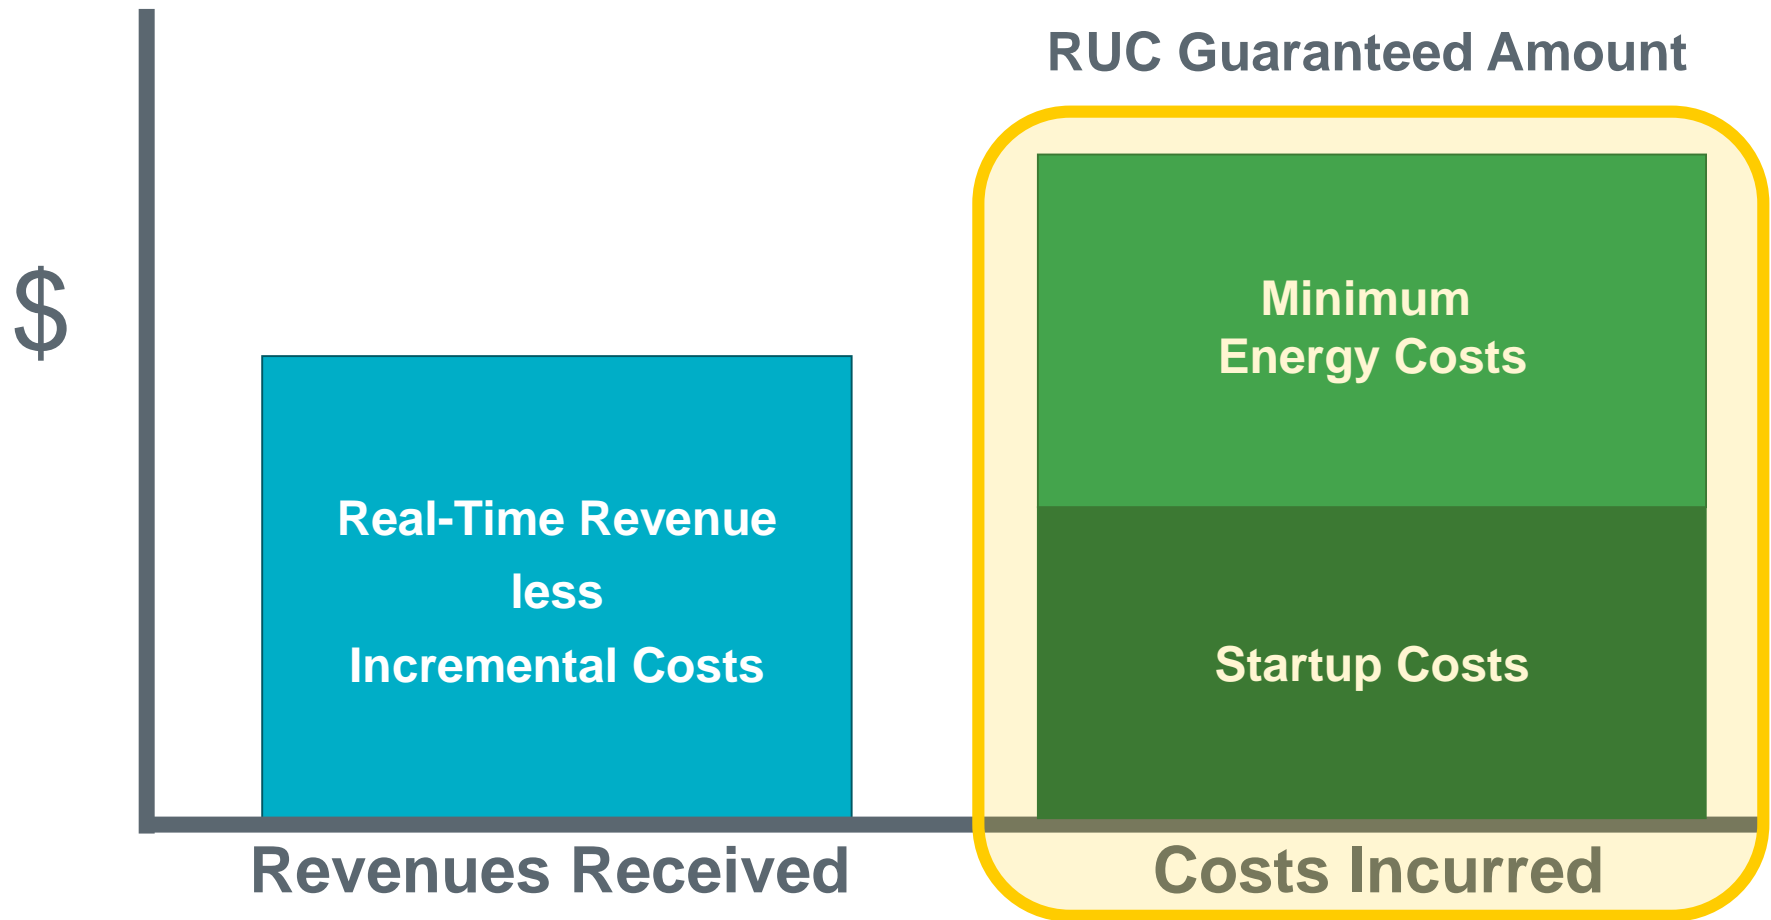 RUC Guaranteed Amount
$
Minimum
Energy Costs
Real-Time Revenue
less
Incremental Costs
Startup Costs
Revenues Received
Costs Incurred